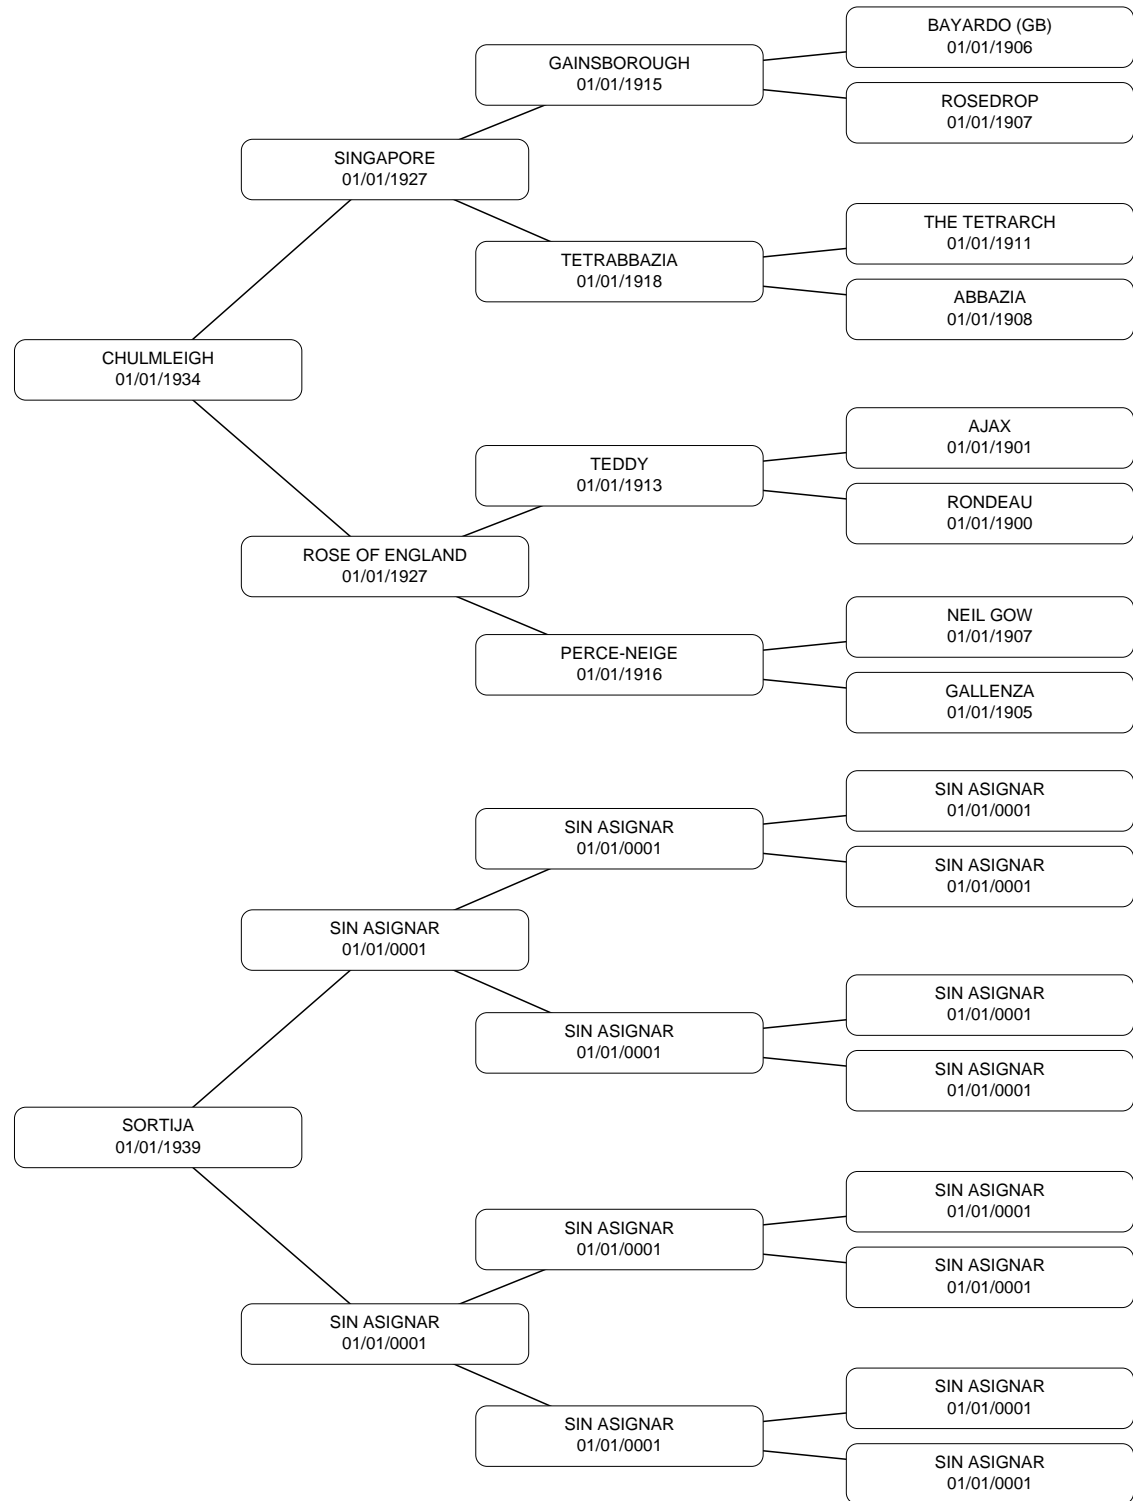 BAYARDO (GB)
01/01/1906
GAINSBOROUGH
01/01/1915
ROSEDROP
01/01/1907
SINGAPORE
01/01/1927
THE TETRARCH
01/01/1911
TETRABBAZIA
01/01/1918
ABBAZIA
01/01/1908
CHULMLEIGH
01/01/1934
AJAX
01/01/1901
TEDDY
01/01/1913
RONDEAU
01/01/1900
ROSE OF ENGLAND
01/01/1927
NEIL GOW
01/01/1907
PERCE-NEIGE
01/01/1916
GALLENZA
01/01/1905
SIN ASIGNAR
01/01/0001
SIN ASIGNAR
01/01/0001
SIN ASIGNAR
01/01/0001
SIN ASIGNAR
01/01/0001
SIN ASIGNAR
01/01/0001
SIN ASIGNAR
01/01/0001
SIN ASIGNAR
01/01/0001
SORTIJA
01/01/1939
SIN ASIGNAR
01/01/0001
SIN ASIGNAR
01/01/0001
SIN ASIGNAR
01/01/0001
SIN ASIGNAR
01/01/0001
SIN ASIGNAR
01/01/0001
SIN ASIGNAR
01/01/0001
SIN ASIGNAR
01/01/0001